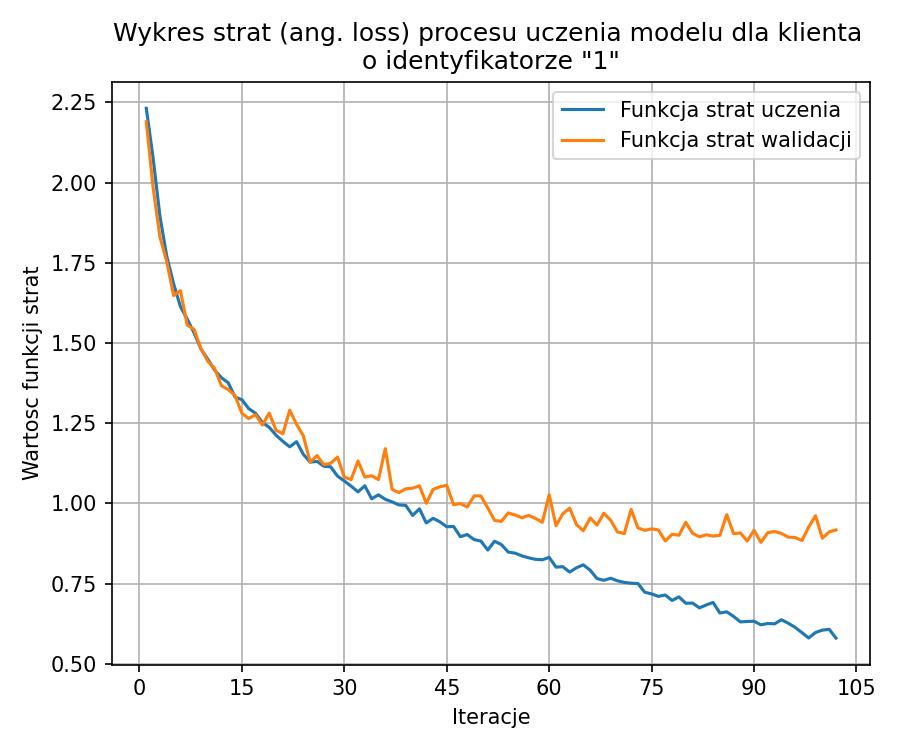 Wykres strat (ang. loss) procesu uczenia modelu dla klienta
o identyfikatorze "1"
Funkcja strat uczenia
Funkcja strat walidacji
Wartosc funkcji strat
2.25
2.00
1.75
1.50
1.25
1.00
0.75
0.50
0 15 30 45 60 75 90 105
Iteracje